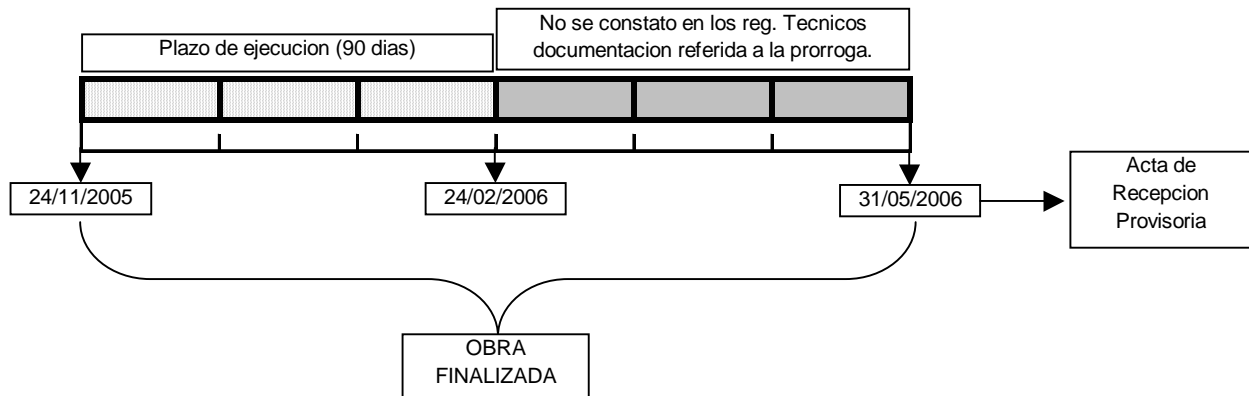 Plazo de ejecucion (90 dias)
No se constato en los reg. Tecnicos
documentacion referida a la prorroga.
24/11/2005
24/02/2006
31/05/2006
Acta de
Recepcion
Provisoria
OBRA
FINALIZADA